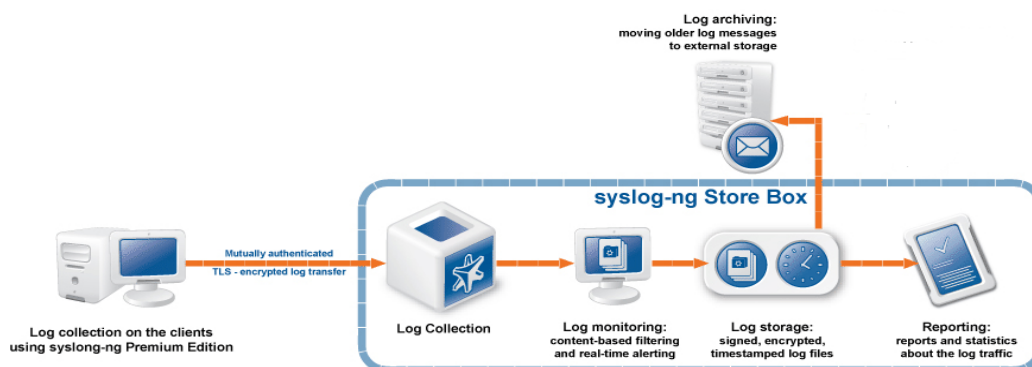 Log archiving:
moving older log messages
to external storage
syslog-ng Store Box
Mutually authenticated
TLS - encrypted log transfer
Log collection on the clients
using syslong-ng Premium Edition
Log Collection
Log monitoring:
content-based filtering
and real-time alerting
Log storage:
signed, encrypted,
timestamped log files
Reporting:
reports and statistics
about the log traffic